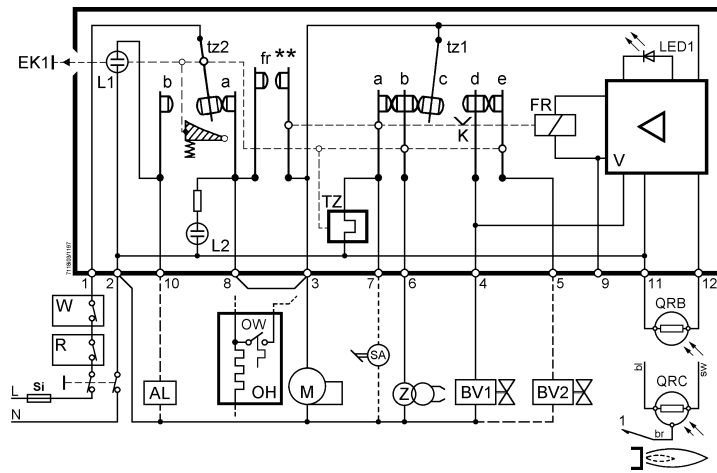 tz2
fr **
tz1
LED1
EK1
L1
b
a
a
b
c
d
e
FR
K
V
TZ
L2
1
2
10
8
3
7
6
4
5
9
11
12
W
R
OW
OH
QRB
SA
bl
sw
QRC
L
Si
AL
M
Z
BV1
BV2
1
br
N